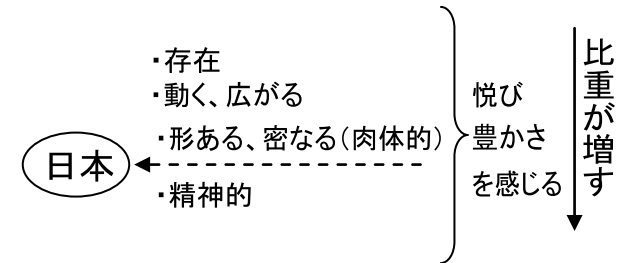 ・存在
・動く、広がる
・形ある、密なる（肉体的）
日本
・精神的
悦び
豊かさ
を感じる
比重が増す